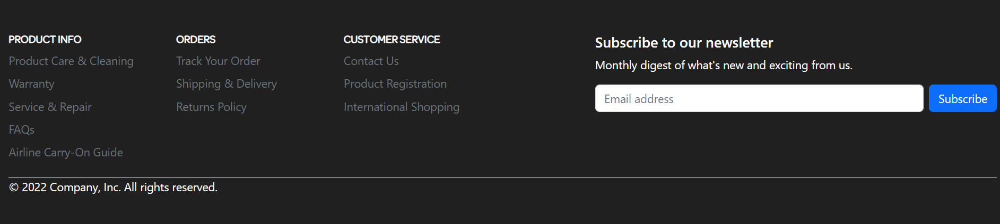 PRODUCT INFO
Product Care & Cleaning
Warranty
Service & Repair
FAQs
Airline Carry-On Guide
ORDERS
Track Your Order
Shipping & Delivery
Returns Policy
CUSTOMER SERVICE
Contact Us
Product Registration
International Shopping
Subscribe to our newsletter
Monthly digest of what's new and exciting from us.
Email address
Subscribe
© 2022 Company, Inc. All rights reserved.